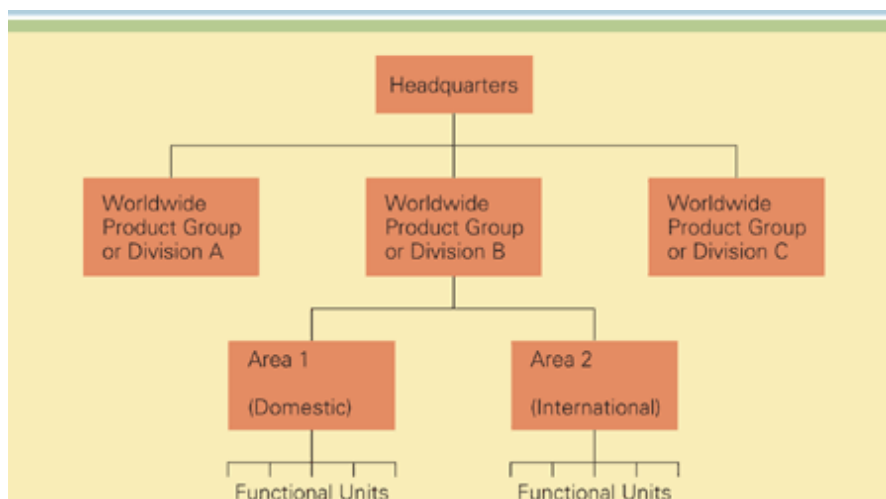 Headquarters
Worldwide
Product Group
or Division A
Worldwide
Product Group
or Division B
Worldwide
Product Group
or Division C
Area 1
(Domestic)
Area 2
(International)
Functional Units
Functional Units